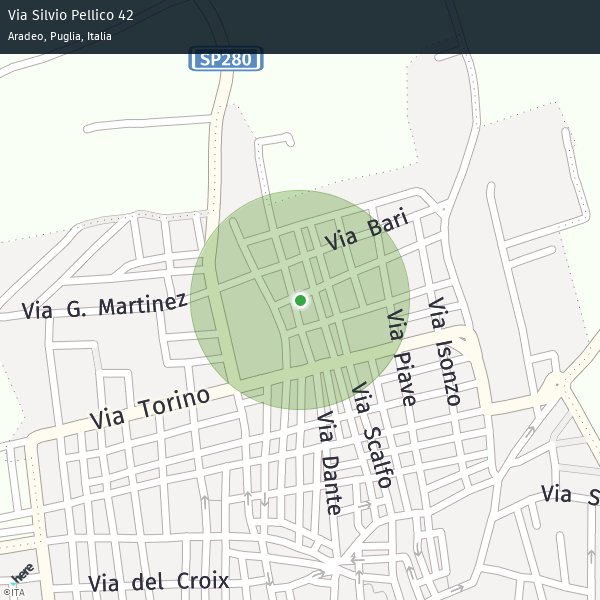 Via Silvio Pellico 42
Aradeo, Puglia, Italia
SP280
Via Bari
Via G. Martinez
Via Isonzo
Via Piave
Via Torino
Via Scalfo
Via Dante
Via S
Via del Croix
here
©ITA